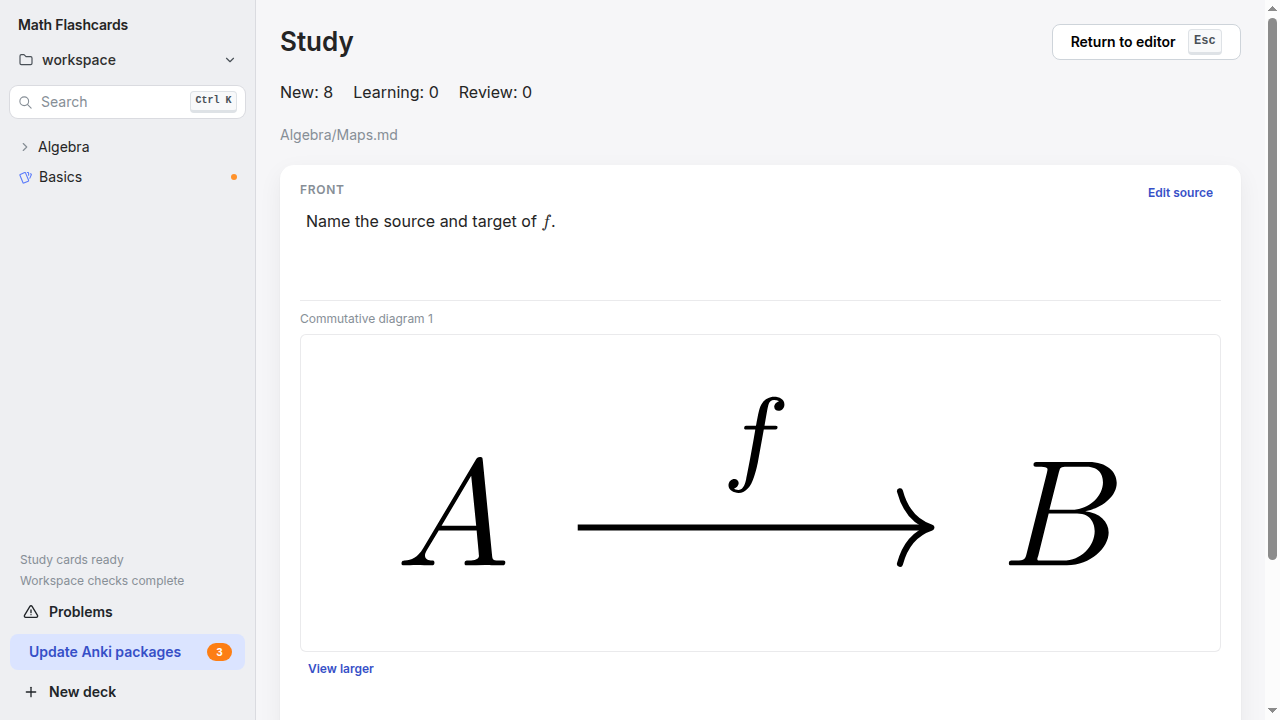 Math Flashcards
workspace
Search Ctrl K
Algebra
Basics
Study cards ready
Workspace checks complete
Problems
Update Anki packages 3
New deck
Study
Return to editor Esc
New: 8 Learning: 0 Review: 0
Algebra/Maps.md
FRONT
Edit source
Name the source and target of f.
Commutative diagram 1
f
A B
View larger